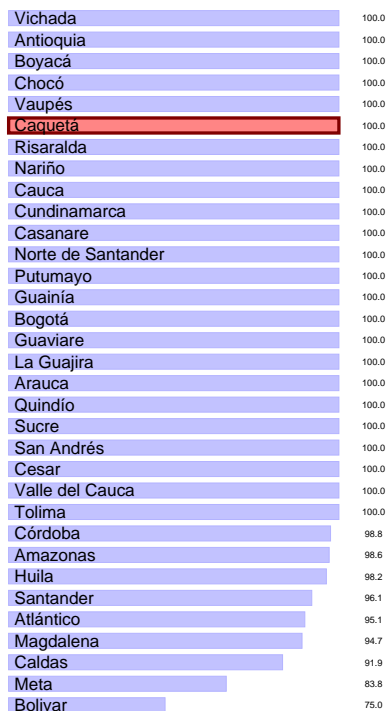 Vichada 100.0
Antioquia 100.0
Boyacá 100.0
Chocó 100.0
Vaupés 100.0
Caquetá 100.0
Risaralda 100.0
Nariño 100.0
Cauca 100.0
Cundinamarca 100.0
Casanare 100.0
Norte de Santander 100.0
Putumayo 100.0
Guainía 100.0
Bogotá 100.0
Guaviare 100.0
La Guajira 100.0
Arauca 100.0
Quindío 100.0
Sucre 100.0
San Andrés 100.0
Cesar 100.0
Valle del Cauca 100.0
Tolima 100.0
Córdoba 98.8
Amazonas 98.6
Huila 98.2
Santander 96.1
Atlántico 95.1
Magdalena 94.7
Caldas 91.9
Meta 83.8
Bolivar 75.0